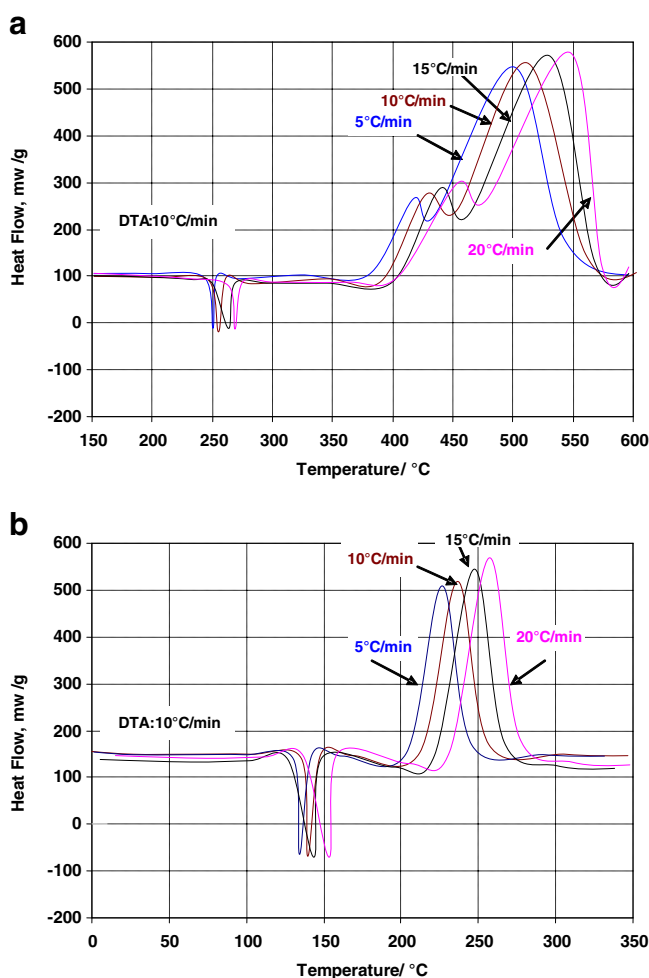 a
600
500
400
300
200
100
0
-100
-200
Heat Flow, mw /g
15°C/min
10°C/min
5°C/min
DTA:10°C/min
20°C/min
150 200 250 300 350 400 450 500 550 600
Temperature/ °C
b
600
500
400
300
200
100
0
-100
-200
Heat Flow, mw /g
15°C/min
10°C/min
5°C/min
20°C/min
DTA:10°C/min
0 50 100 150 200 250 300 350
Temperature/ °C